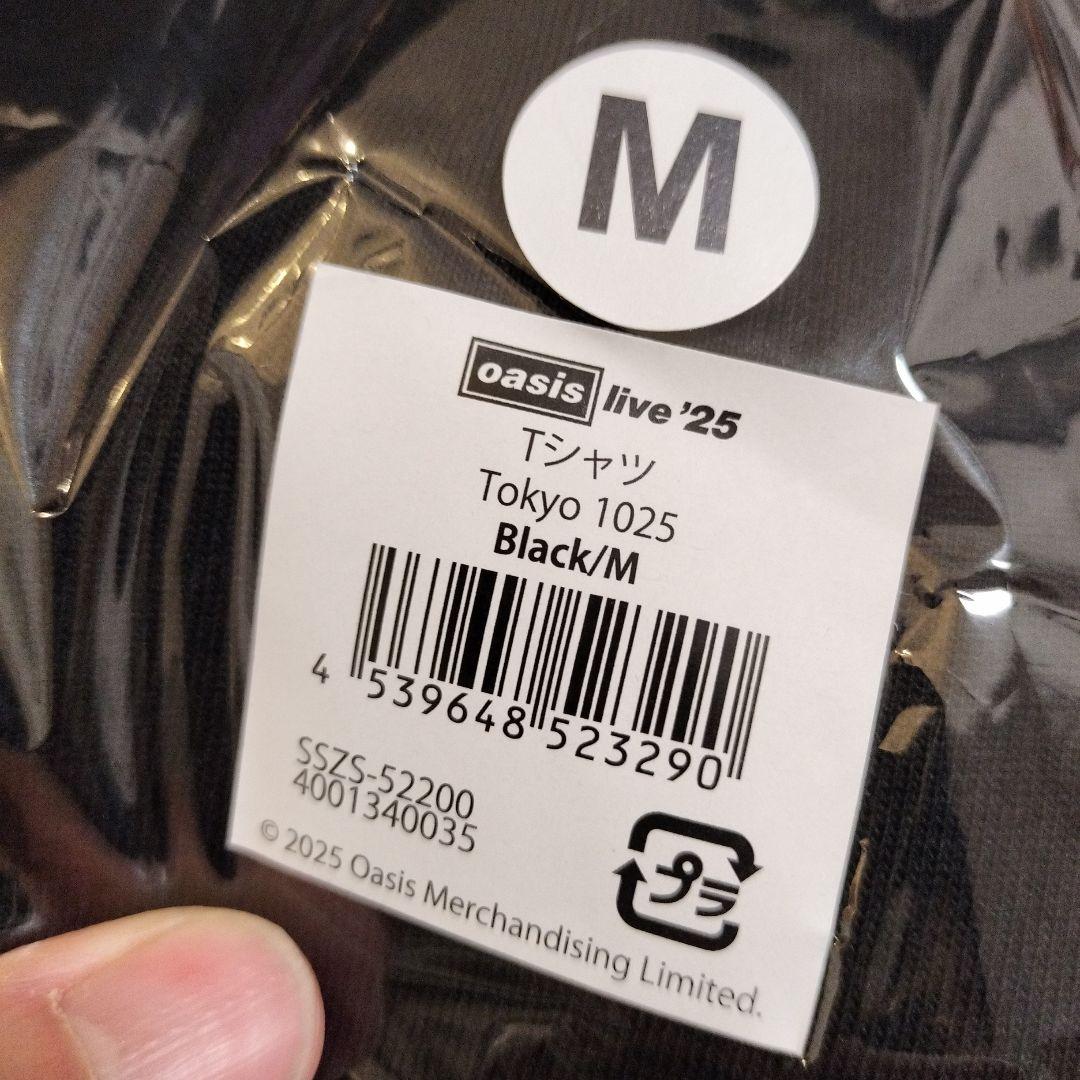 M
oasis live '25
Tシャツ
Tokyo 1025
Black/M
4 539648 523290
SSZS-52200
4001340035
プラ
© 2025 Oasis Merchandising Limited.